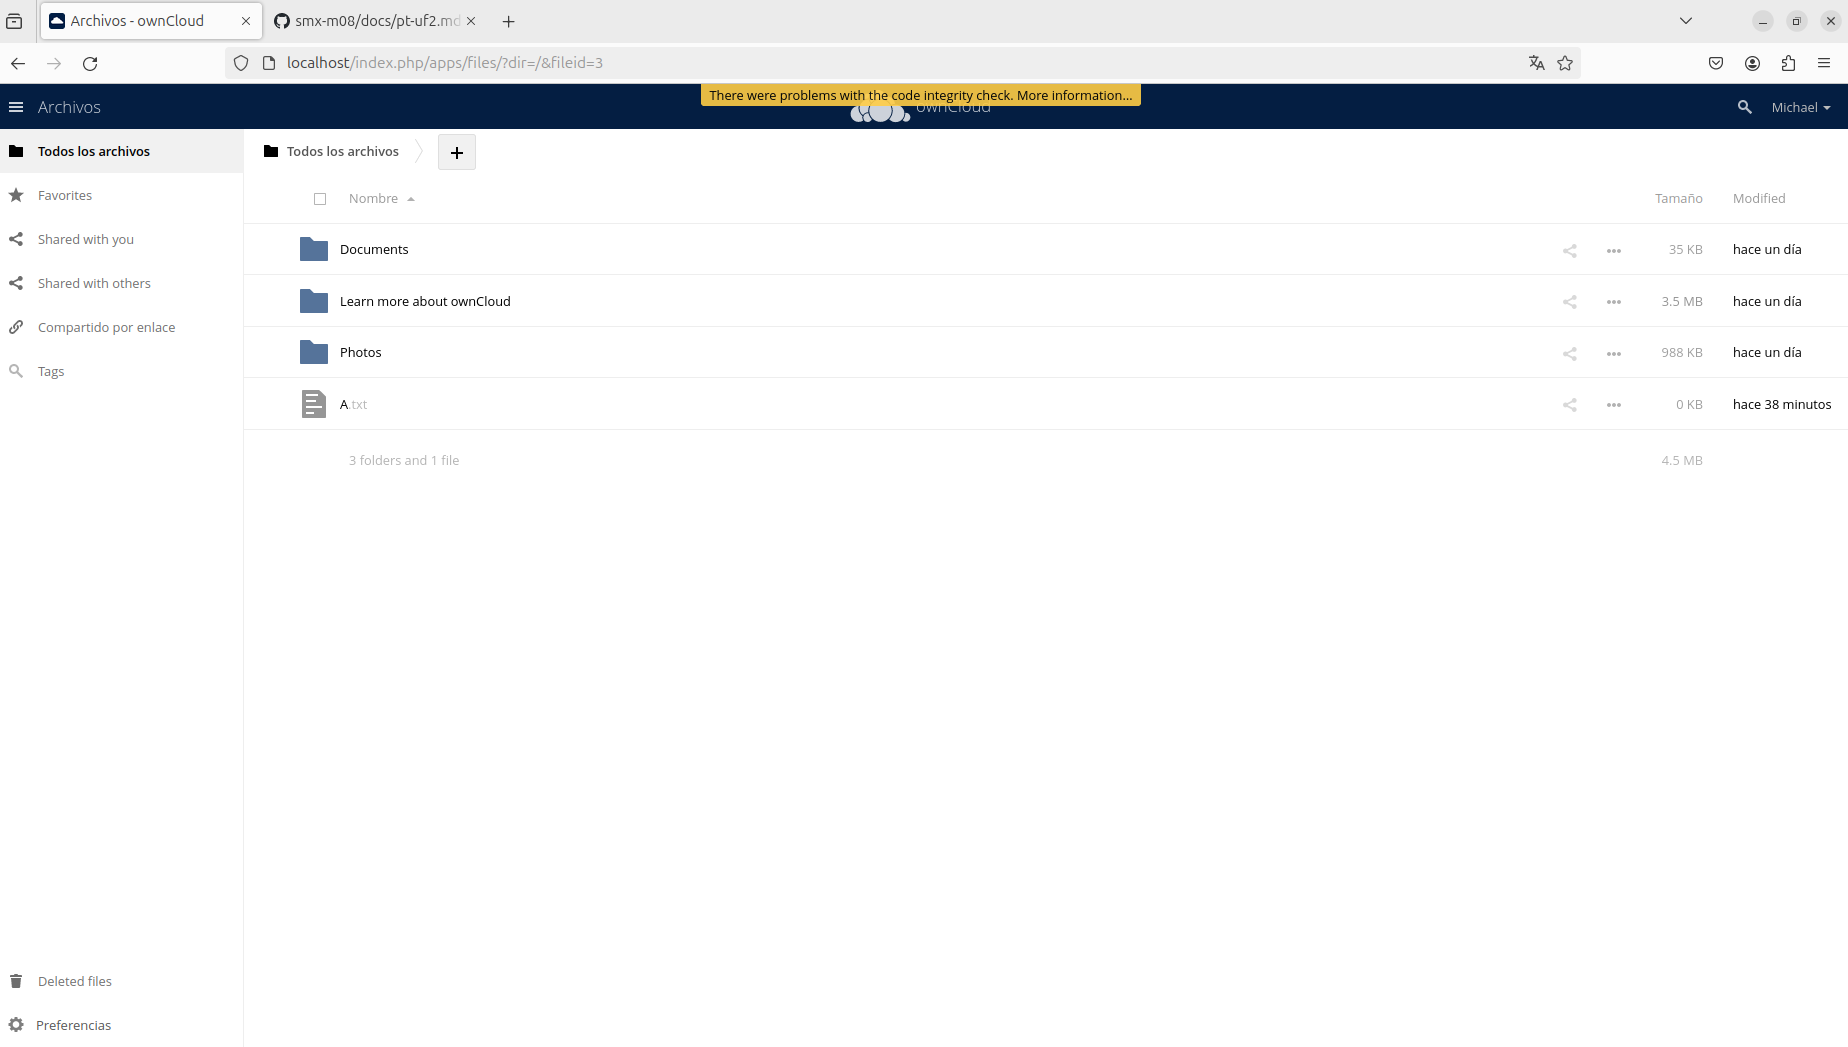 Archivos - ownCloud
smx-m08/docs/pt-uf2.md
localhost/index.php/apps/files/?dir=/&fileid=3
There were problems with the code integrity check. More information...
Archivos
ownCloud
Michael
Todos los archivos
Favorites
Shared with you
Shared with others
Compartido por enlace
Tags
Deleted files
Preferencias
Todos los archivos
+
Nombre Tamaño Modified
Documents 35 KB hace un día
Learn more about ownCloud 3.5 MB hace un día
Photos 988 KB hace un día
A.txt 0 KB hace 38 minutos
3 folders and 1 file 4.5 MB